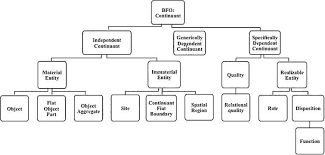 BFO:
Continuant
Independent
Continuant
Generically
Dependent
Continuant
Specifically
Dependent
Continuant
Material
Entity
Immaterial
Entity
Quality
Realizable
Entity
Object
Fiat
Object
Part
Object
Aggregate
Site
Continuant
Fiat
Boundary
Spatial
Region
Relational
quality
Role
Disposition
Function